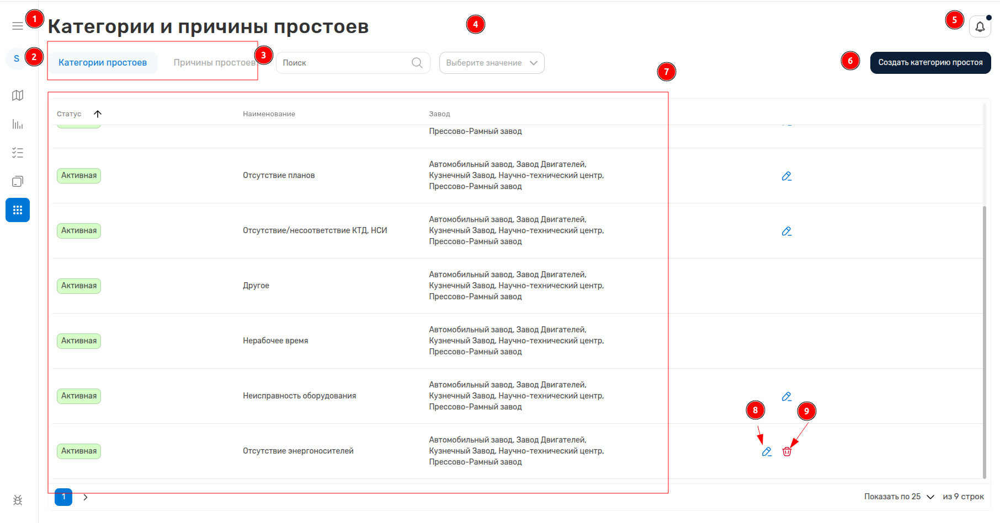 1
Категории и причины простоев
4
5
S
2
Категории простоев
Причины простоев
3
Поиск
Выберите значение
7
6
Создать категорию простоя
Статус
Наименование
Завод
Прессово-Рамный завод
Активная
Отсутствие планов
Автомобильный завод, Завод Двигателей,
Кузнечный Завод, Научно-технический центр,
Прессово-Рамный завод
Активная
Отсутствие/несоответствие КТД, НСИ
Автомобильный завод, Завод Двигателей,
Кузнечный Завод, Научно-технический центр,
Прессово-Рамный завод
Активная
Другое
Автомобильный завод, Завод Двигателей,
Кузнечный Завод, Научно-технический центр,
Прессово-Рамный завод
Активная
Нерабочее время
Автомобильный завод, Завод Двигателей,
Кузнечный Завод, Научно-технический центр,
Прессово-Рамный завод
Активная
Неисправность оборудования
Автомобильный завод, Завод Двигателей,
Кузнечный Завод, Научно-технический центр,
Прессово-Рамный завод
8
9
Активная
Отсутствие энергоносителей
Автомобильный завод, Завод Двигателей,
Кузнечный Завод, Научно-технический центр,
Прессово-Рамный завод
1
Показать по 25
из 9 строк